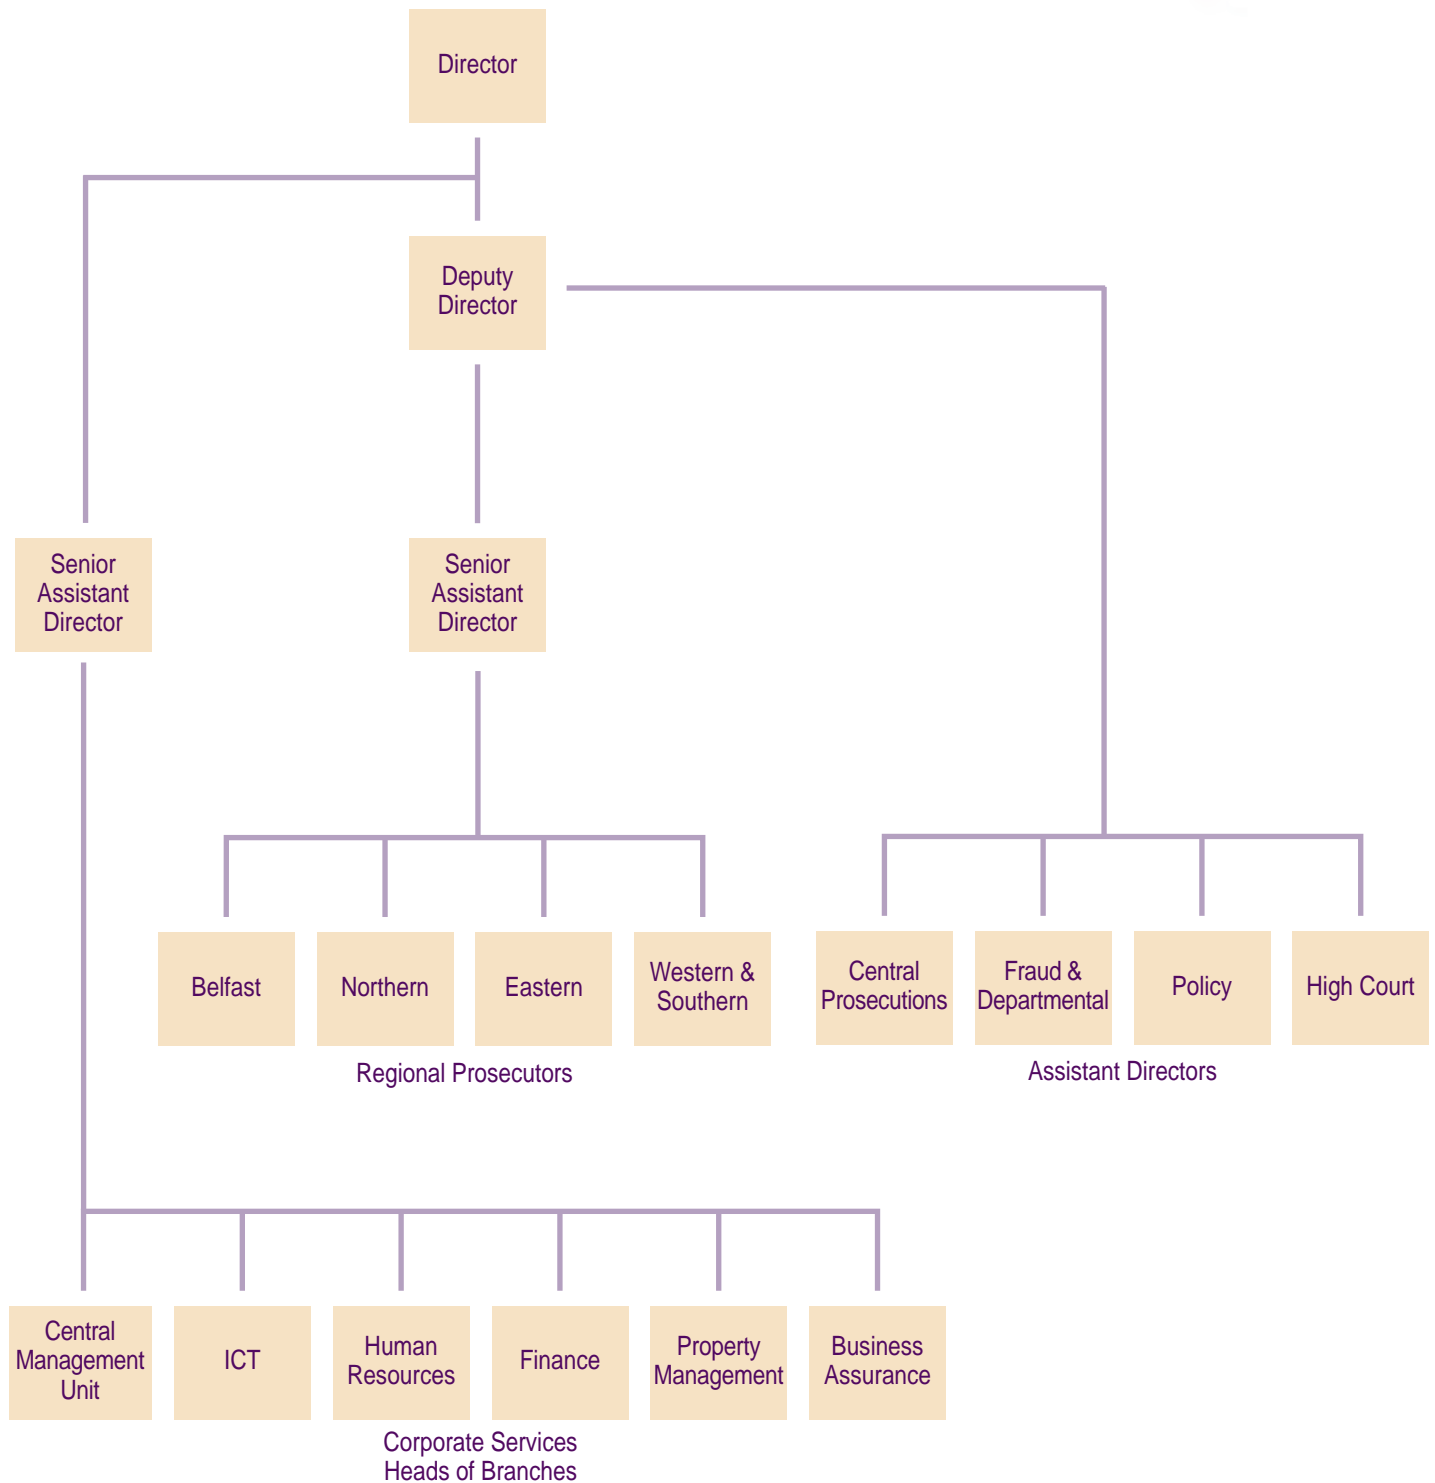 Director
Deputy
Director
Senior
Assistant
Director
Senior
Assistant
Director
Belfast
Northern
Eastern
Western &
Southern
Regional Prosecutors
Central
Prosecutions
Fraud &
Departmental
Policy
High Court
Assistant Directors
Central
Management
Unit
ICT
Human
Resources
Finance
Property
Management
Business
Assurance
Corporate Services
Heads of Branches